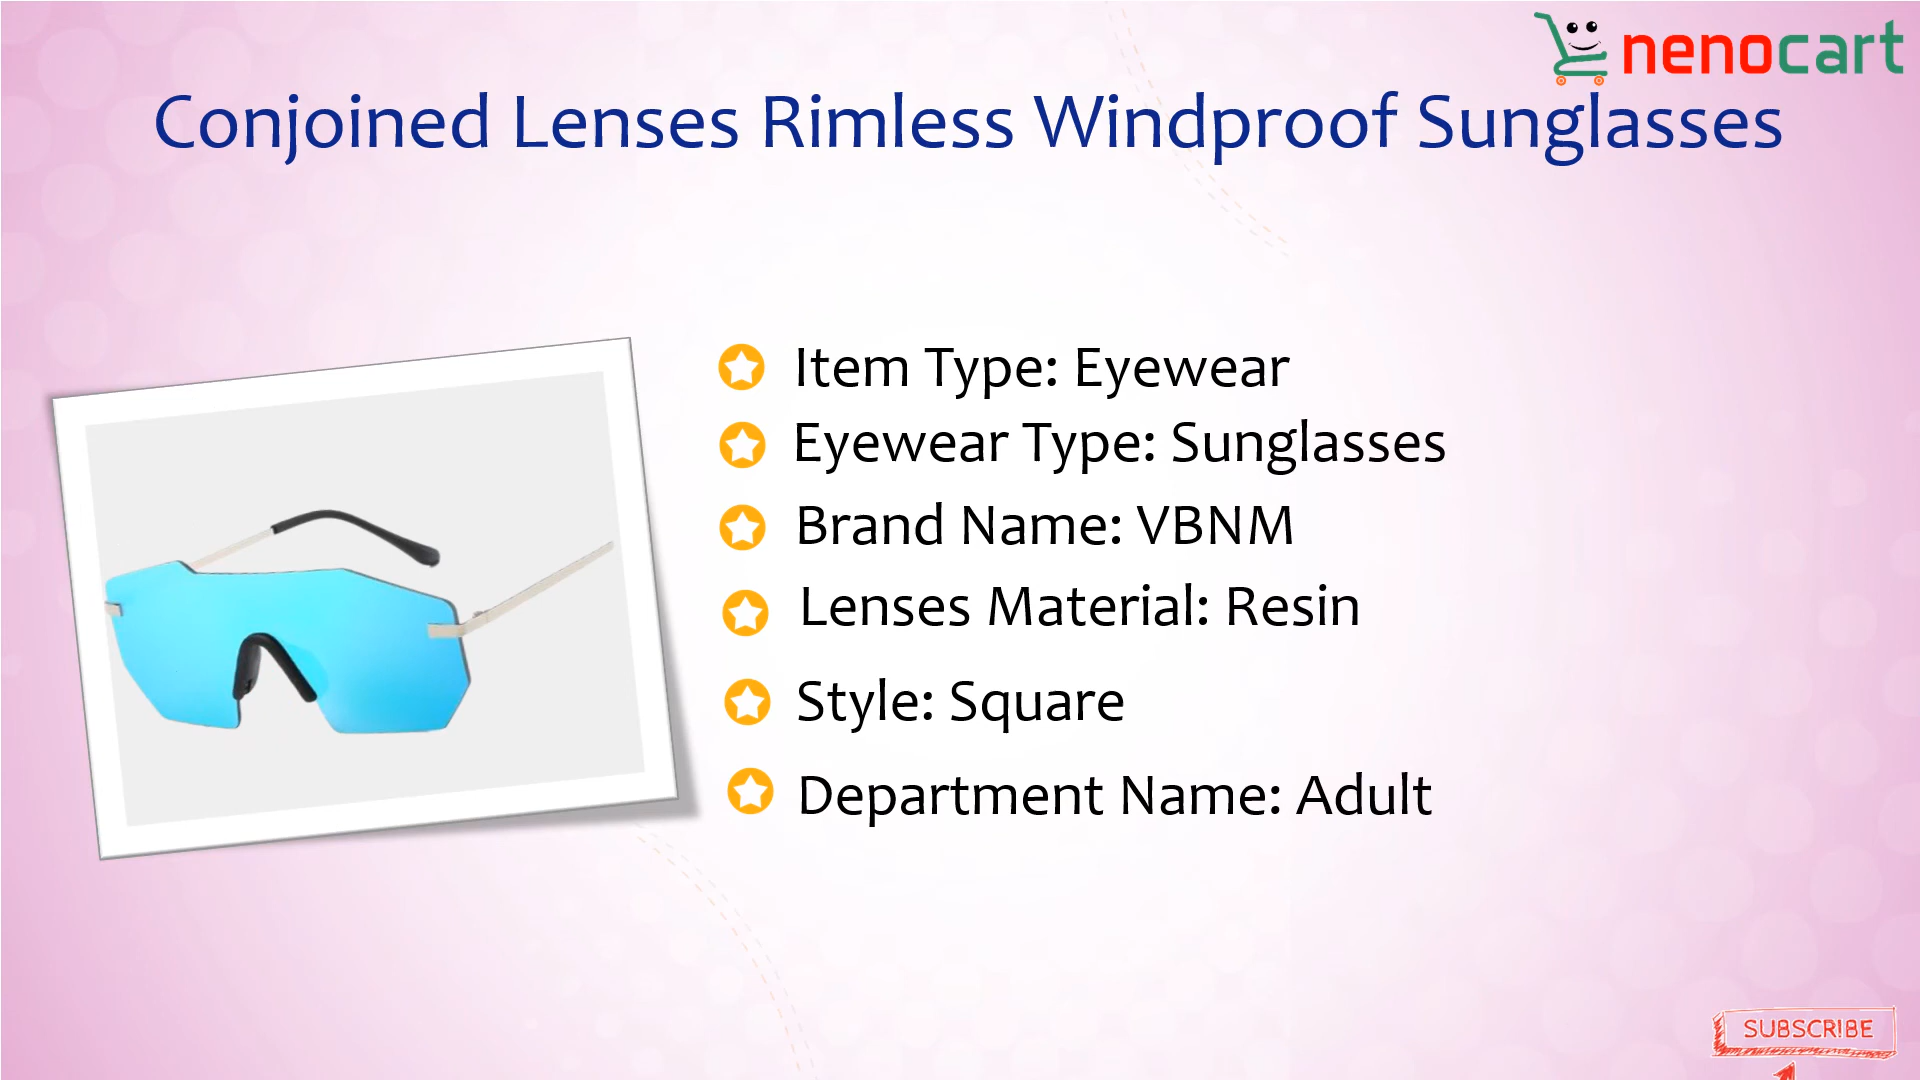 nenocart
Conjoined Lenses Rimless Windproof Sunglasses
Item Type: Eyewear
Eyewear Type: Sunglasses
Brand Name: VBNM
Lenses Material: Resin
Style: Square
Department Name: Adult
SUBSCRIBE